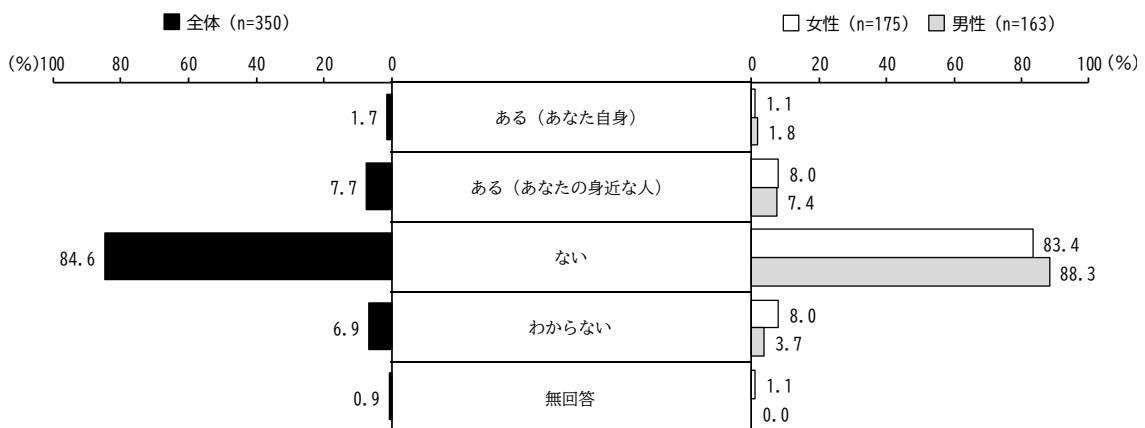 全体（n=350） 女性（n=175） 男性（n=163）
(%)100 80 60 40 20 0 0 20 40 60 80 100 (%)
1.7 ある（あなた自身） 1.1
1.8
7.7 ある（あなたの身近な人） 8.0
7.4
84.6 ない 83.4
88.3
6.9 わからない 8.0
3.7
0.9 無回答 1.1
0.0